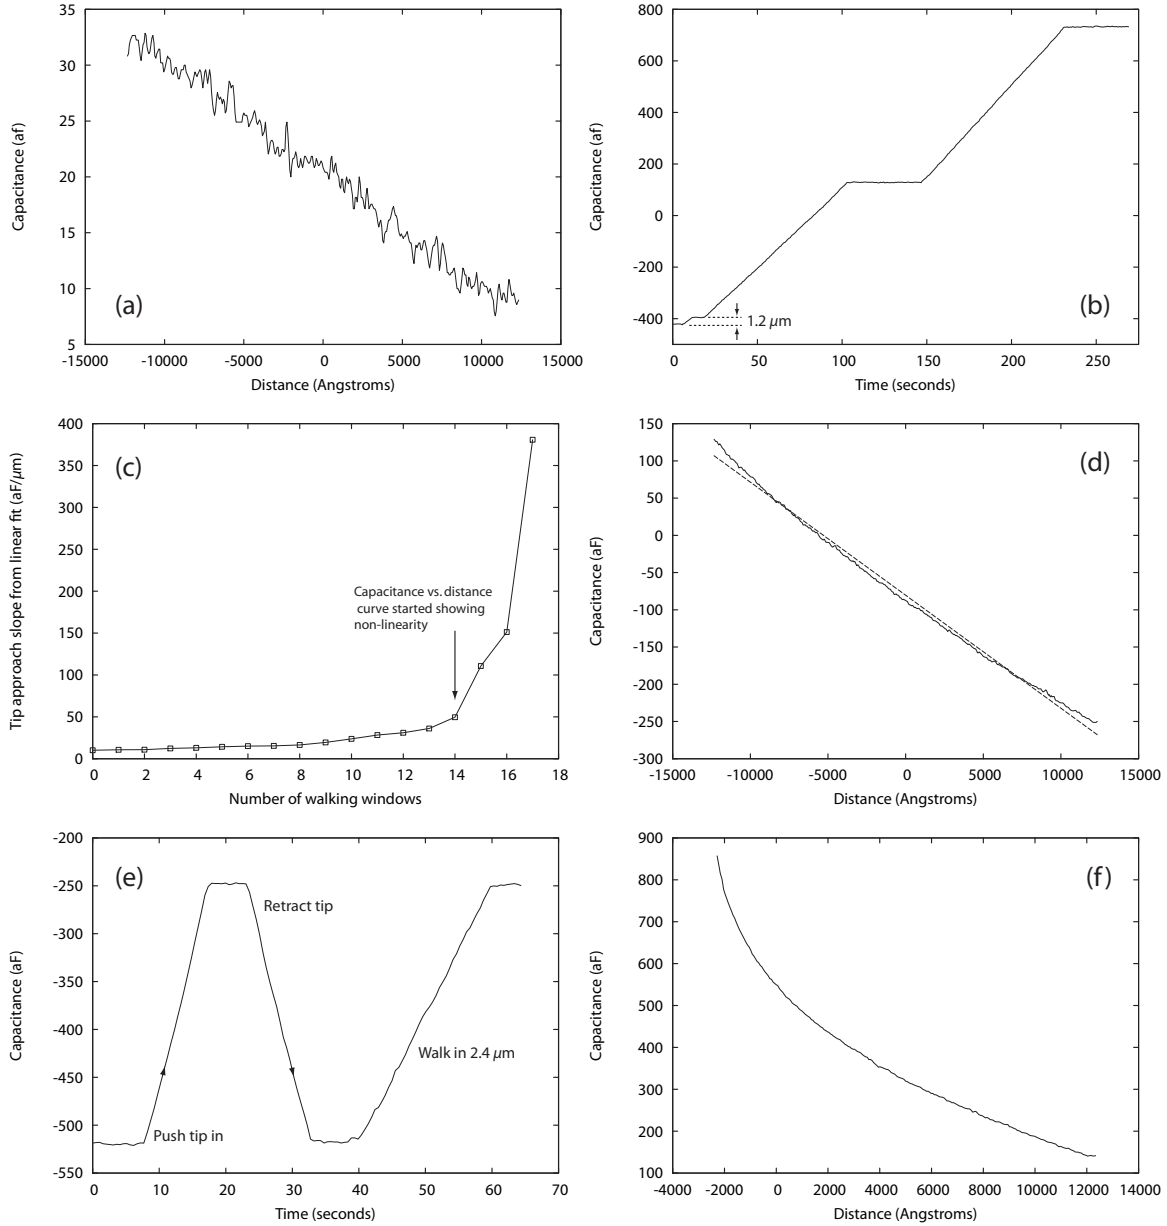 35
30
25
20
15
10
5
-15000 -10000 -5000 0 5000 10000 15000
Distance (Angstroms)
Capacitance (af)
(a)
800
600
400
200
0
-200
-400
0 50 100 150 200 250
Time (seconds)
Capacitance (af)
(b)
1.2 µm
400
350
300
250
200
150
100
50
0
0 2 4 6 8 10 12 14 16 18
Number of walking windows
Tip approach slope from linear fit (aF/µm)
(c)
Capacitance vs. distance
curve started showing
non-linearity
150
100
50
0
-50
-100
-150
-200
-250
-300
-15000 -10000 -5000 0 5000 10000 15000
Distance (Angstroms)
Capacitance (aF)
(d)
-200
-250
-300
-350
-400
-450
-500
-550
0 10 20 30 40 50 60 70
Time (seconds)
Capacitance (aF)
(e)
Retract tip
Walk in 2.4 µm
Push tip in
900
800
700
600
500
400
300
200
100
-4000 -2000 0 2000 4000 6000 8000 10000 12000 14000
Distance (Angstroms)
Capacitance (aF)
(f)